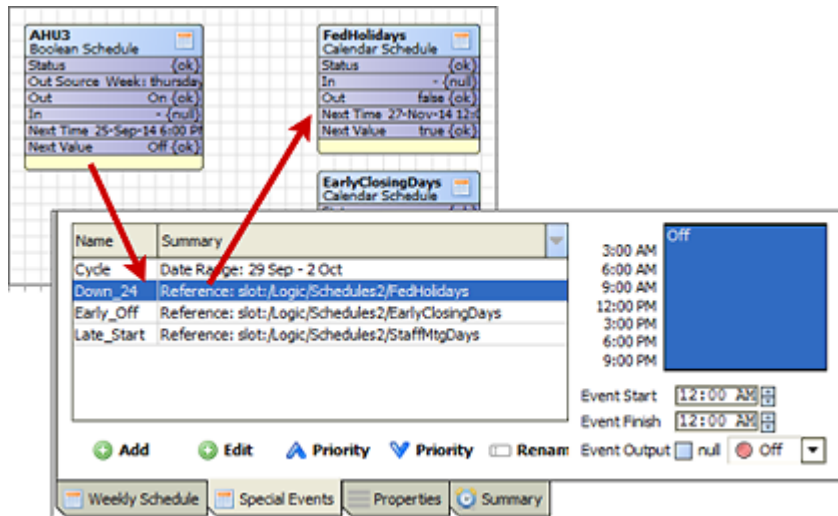 AHU3
Boolean Schedule
Status {ok}
Out Source Week: thursday
Out On {ok}
In - {null}
Next Time 25-Sep-14 6:00 PM
Next Value Off {ok}
FedHolidays
Calendar Schedule
Status {ok}
In - {null}
Out false {ok}
Next Time 27-Nov-14 12:0
Next Value true {ok}
EarlyClosingDays
Calendar Schedule
Name Summary
Cycle Date Range: 29 Sep - 2 Oct
Down_24 Reference: slot:/Logic/Schedules2/FedHolidays
Early_Off Reference: slot:/Logic/Schedules2/EarlyClosingDays
Late_Start Reference: slot:/Logic/Schedules2/StaffMtgDays
Off
3:00 AM
6:00 AM
9:00 AM
12:00 PM
3:00 PM
6:00 PM
9:00 PM
Event Start 12:00 AM
Event Finish 12:00 AM
Event Output null Off
Add Edit Priority Priority Renam
Weekly Schedule Special Events Properties Summary